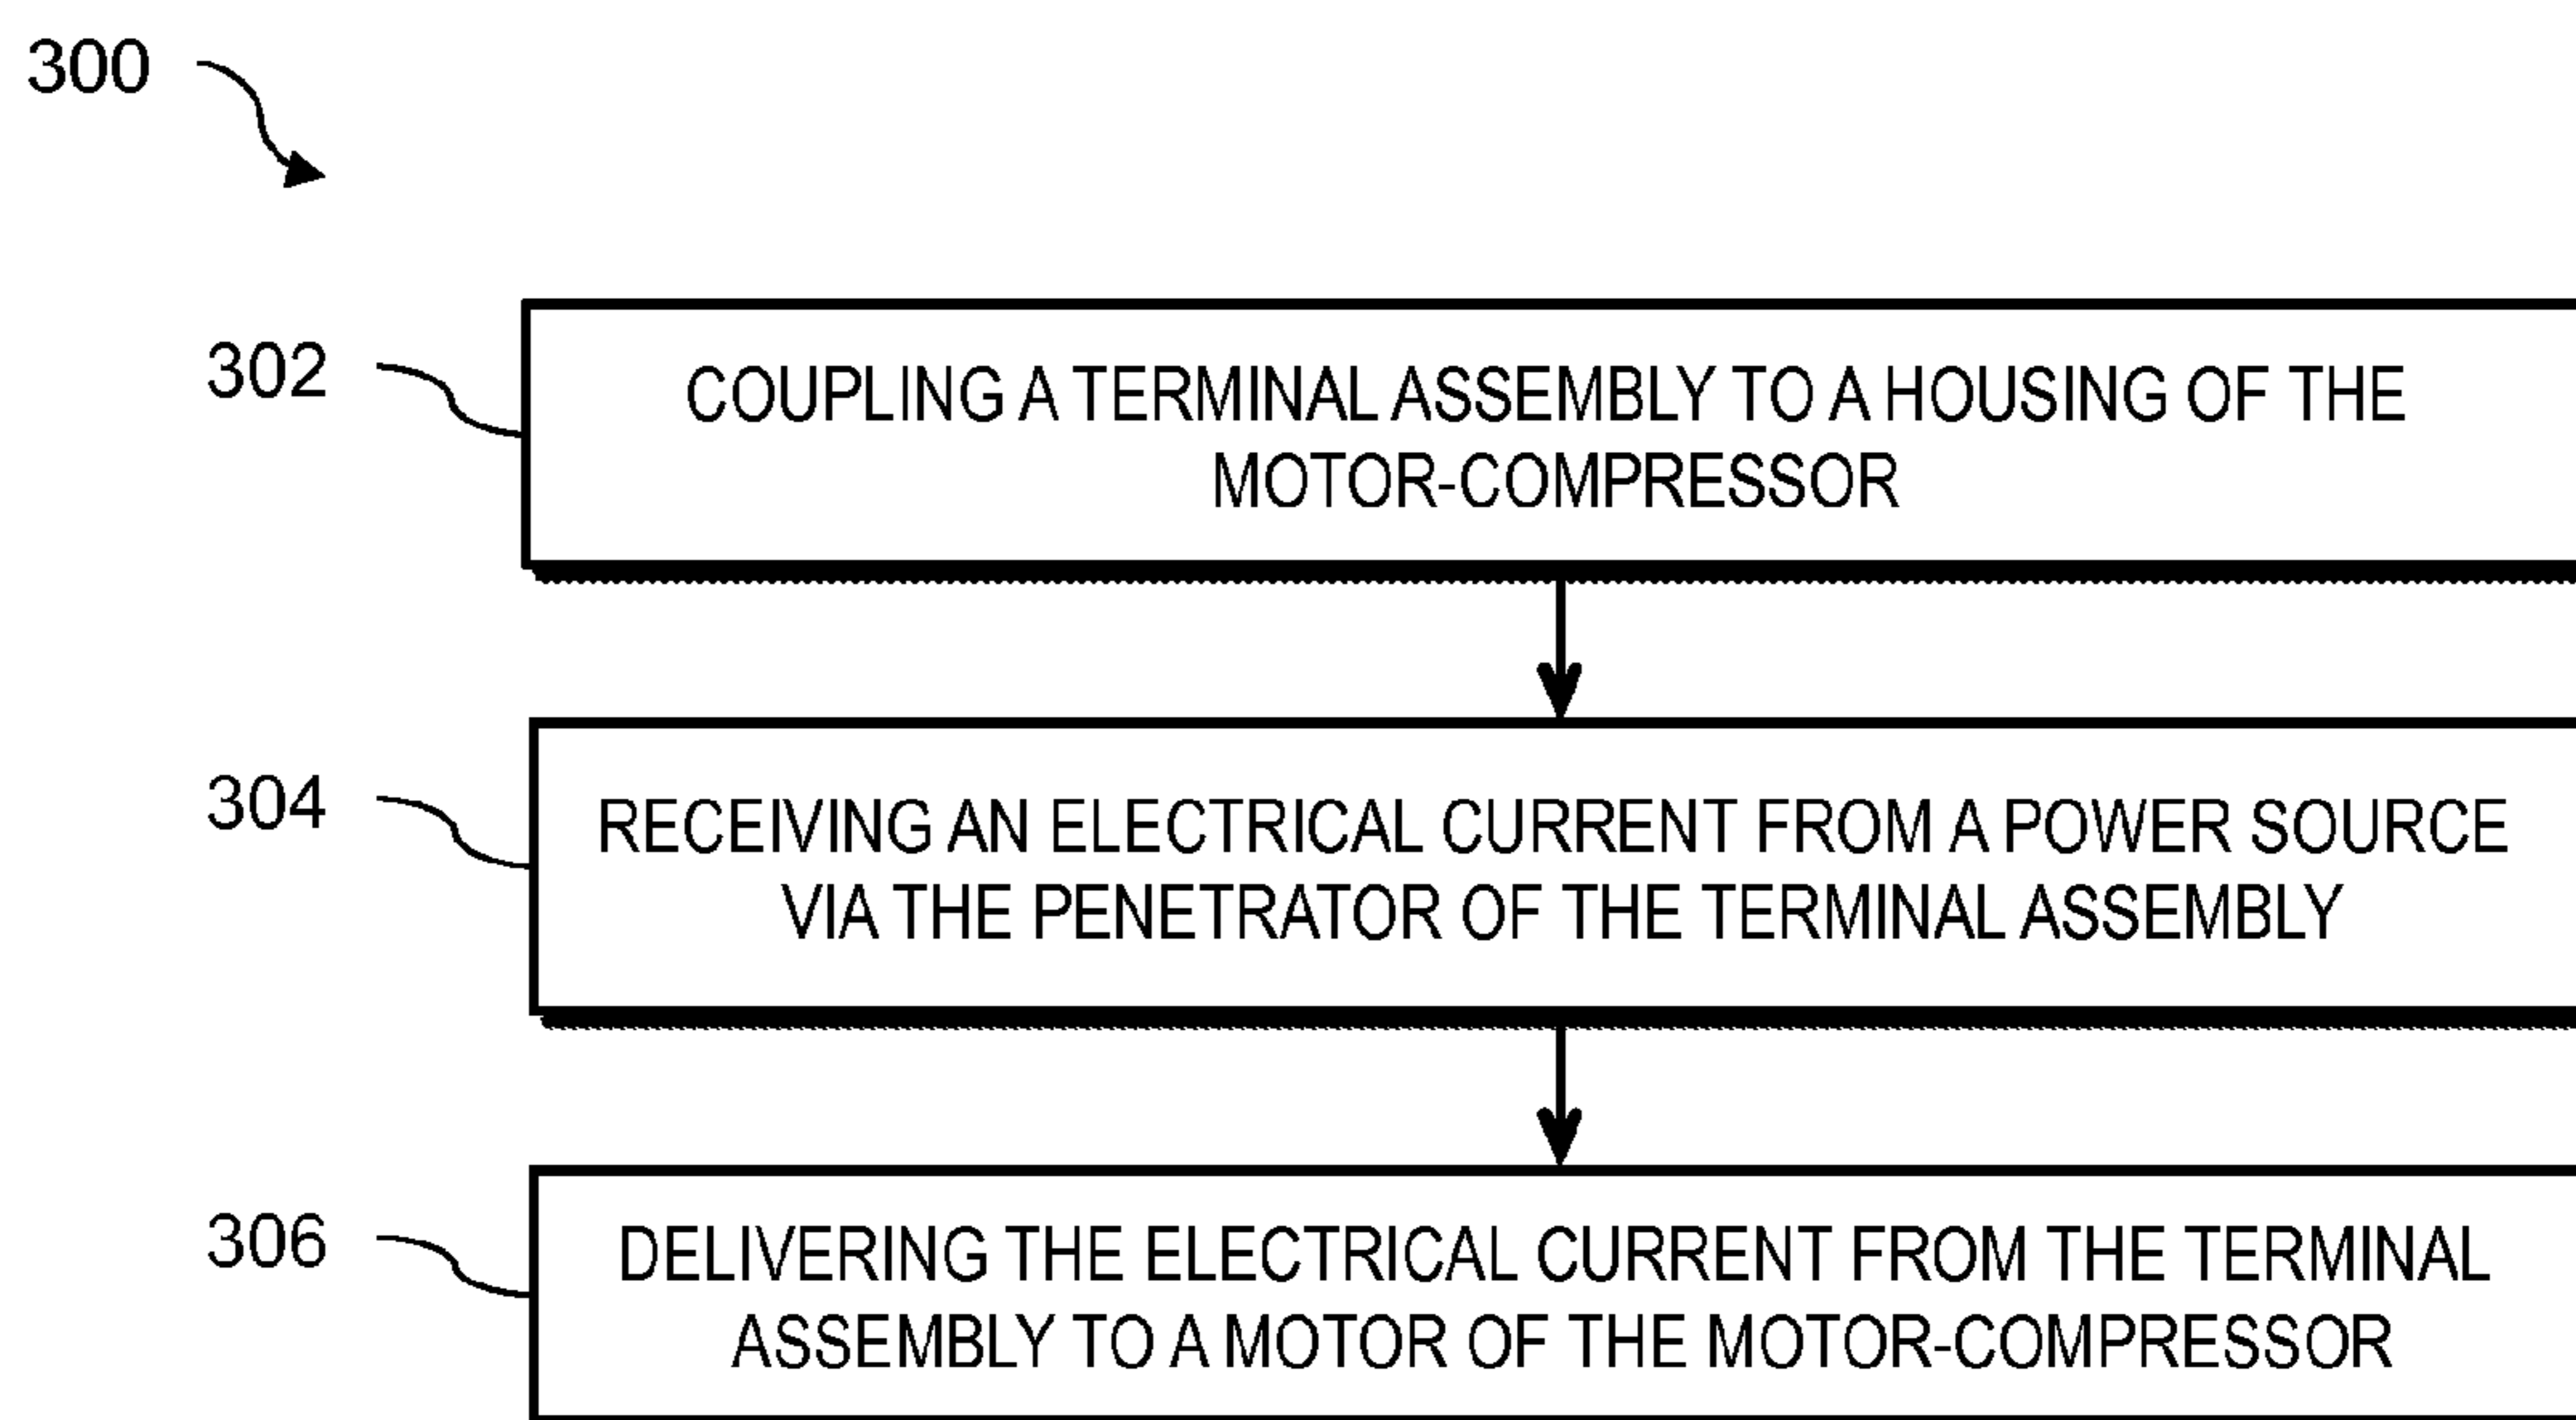 300
302
COUPLING A TERMINAL ASSEMBLY TO A HOUSING OF THE
MOTOR-COMPRESSOR
304
RECEIVING AN ELECTRICAL CURRENT FROM A POWER SOURCE
VIA THE PENETRATOR OF THE TERMINAL ASSEMBLY
306
DELIVERING THE ELECTRICAL CURRENT FROM THE TERMINAL
ASSEMBLY TO A MOTOR OF THE MOTOR-COMPRESSOR